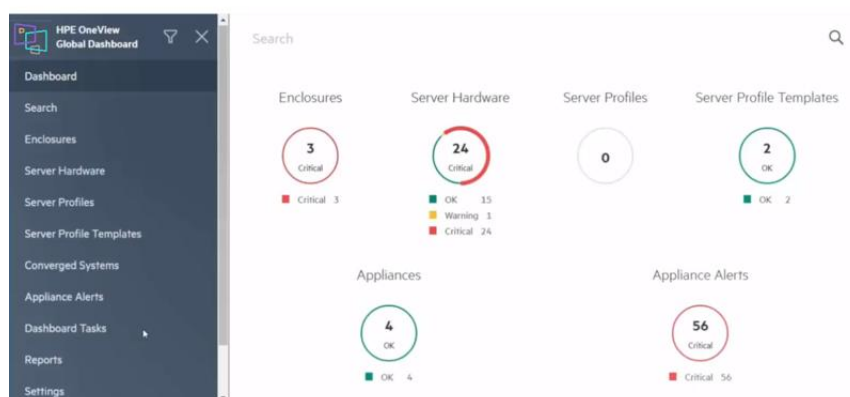 HPE OneView
Global Dashboard
Dashboard
Search
Enclosures
Server Hardware
Server Profiles
Server Profile Templates
Converged Systems
Appliance Alerts
Dashboard Tasks
Reports
Settings
Search
Enclosures
3
Critical
Critical 3
Server Hardware
24
Critical
OK 15
Warning 1
Critical 24
Server Profiles
0
Server Profile Templates
2
OK
OK 2
Appliances
4
OK
OK 4
Appliance Alerts
56
Critical
Critical 56